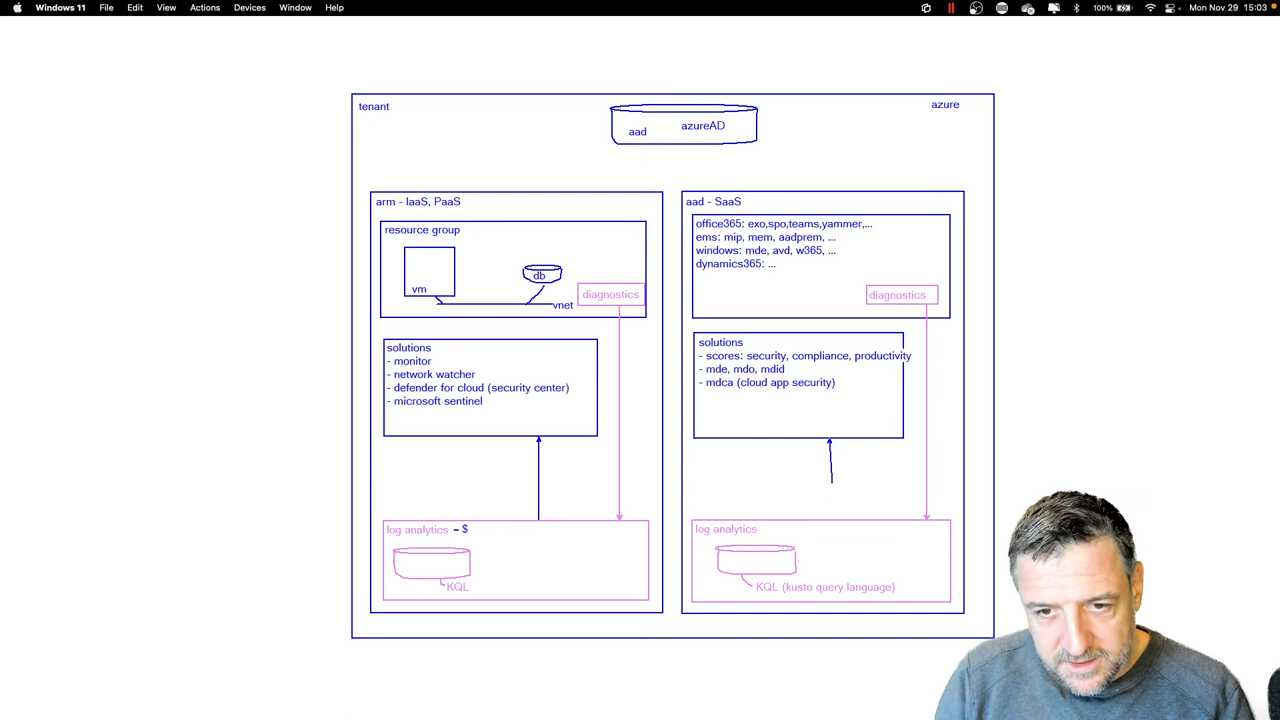 Windows 11 File Edit View Actions Devices Window Help 100% Mon Nov 29 15:03
tenant
azure
aad azureAD
arm - IaaS, PaaS
resource group
vm
db
vnet
diagnostics
solutions
- monitor
- network watcher
- defender for cloud (security center)
- microsoft sentinel
log analytics - $
KQL
aad - SaaS
office365: exo,spo,teams,yammer,...
ems: mip, mem, aadprem, ...
windows: mde, avd, w365, ...
dynamics365: ...
diagnostics
solutions
- scores: security, compliance, productivity
- mde, mdo, mdid
- mdca (cloud app security)
log analytics
KQL (kusto query language)